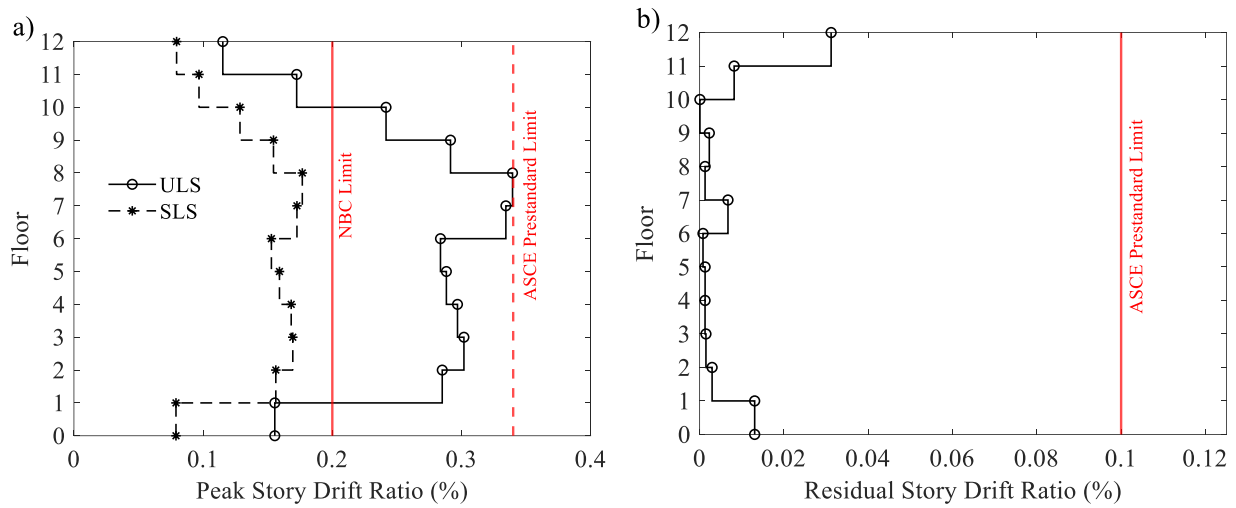 a)
12
11
10
9
8
7
6
5
4
3
2
1
0
Floor
ULS
SLS
NBC Limit
ASCE Prestandard Limit
0 0.1 0.2 0.3 0.4
Peak Story Drift Ratio (%)
b)
12
11
10
9
8
7
6
5
4
3
2
1
0
Floor
ASCE Prestandard Limit
0 0.02 0.04 0.06 0.08 0.1 0.12
Residual Story Drift Ratio (%)